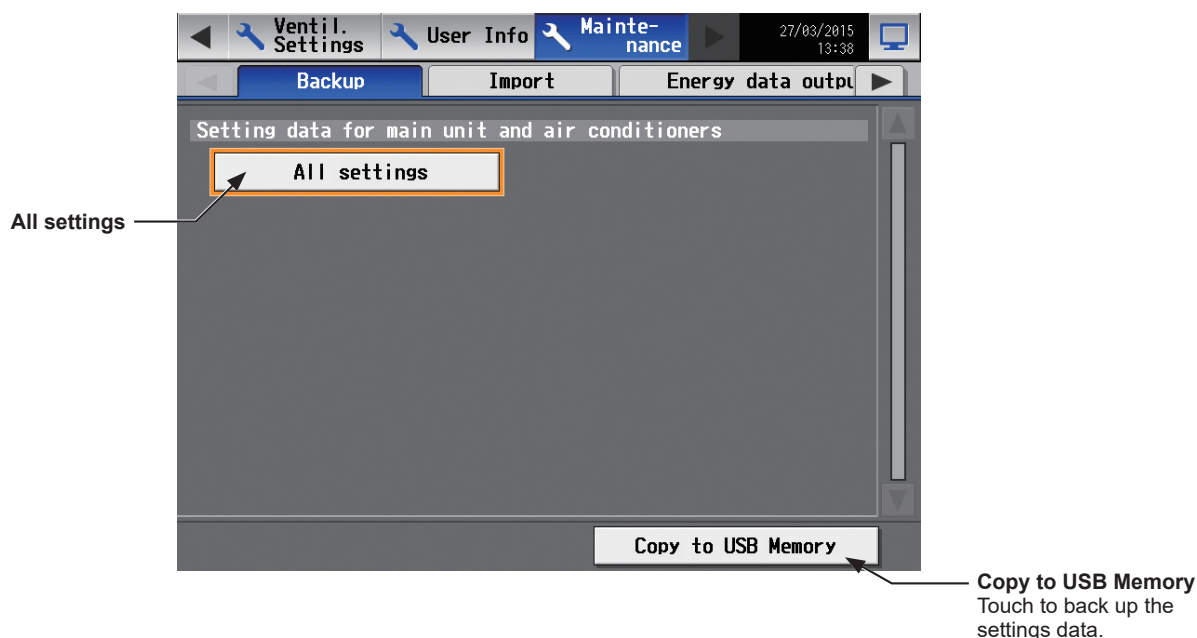 Ventil.
Settings
User Info
Mainte-
nance
27/03/2015
13:38
Backup
Import
Energy data outpu
Setting data for main unit and air conditioners
All settings
All settings
Copy to USB Memory
Copy to USB Memory
Touch to back up the
settings data.